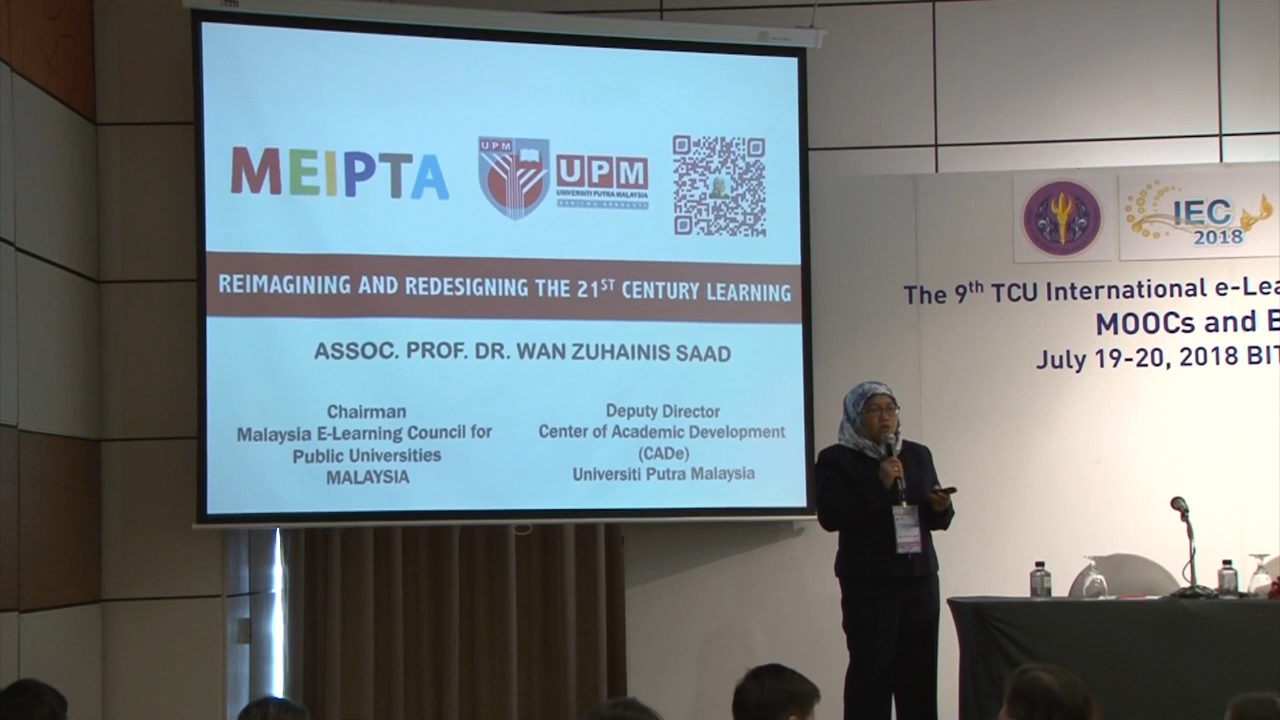 MEIPTA
UPM
UPM
UNIVERSITI PUTRA MALAYSIA
BERILMU BERBAKTI
REIMAGINING AND REDESIGNING THE 21ST CENTURY LEARNING
ASSOC. PROF. DR. WAN ZUHAINIS SAAD
Chairman
Malaysia E-Learning Council for
Public Universities
MALAYSIA
Deputy Director
Center of Academic Development
(CADe)
Universiti Putra Malaysia
IEC
2018
The 9th TCU International e-Lea
MOOCs and B
July 19-20, 2018 BIT